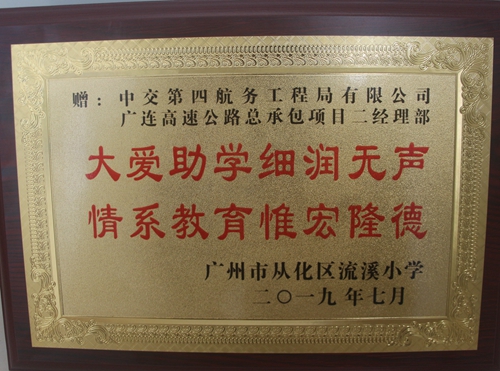 赠：中交第四航务工程局有限公司
广连高速公路总承包项目二经理部
大爱助学细润无声
情系教育惟宏隆德
广州市从化区流溪小学
二〇一九年七月